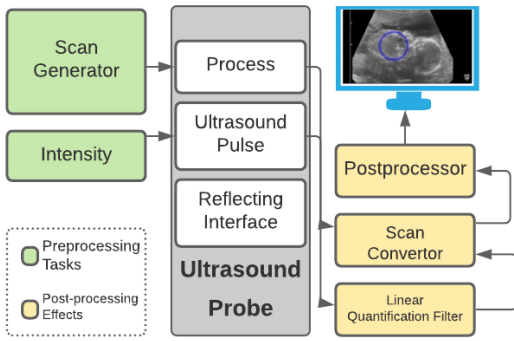 Scan
Generator
Intensity
Preprocessing
Tasks
Post-processing
Effects
Process
Ultrasound
Pulse
Reflecting
Interface
Ultrasound
Probe
Postprocessor
Scan
Convertor
Linear
Quantification Filter